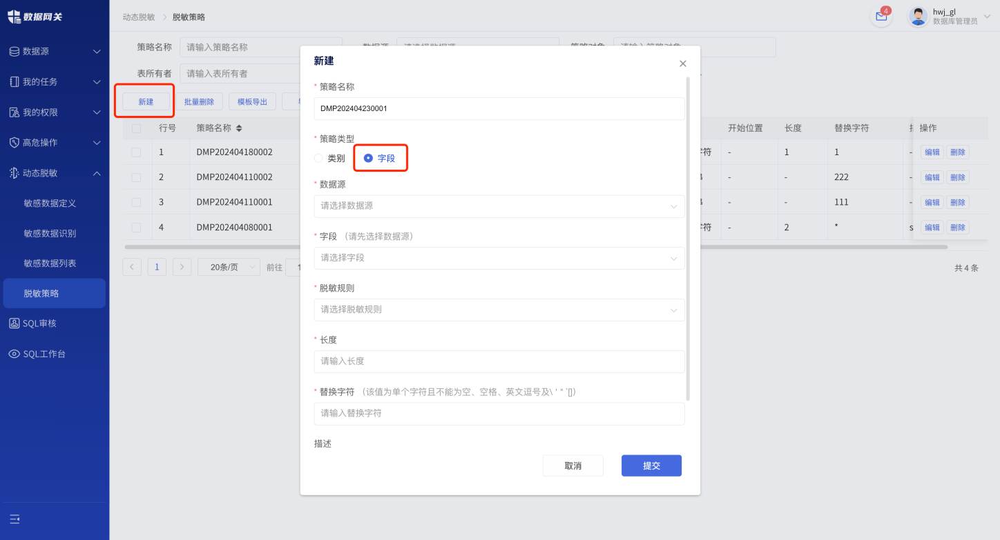 数据网关
动态脱敏 > 脱敏策略
4
hwj_gl
数据库管理员
数据源
我的任务
我的权限
高危操作
动态脱敏
敏感数据定义
敏感数据识别
敏感数据列表
脱敏策略
SQL审核
SQL工作台
策略名称 请输入策略名称
表所有者 请输入表所有者
新建 批量删除 模板导出
行号 策略名称 开始位置 长度 替换字符 操作
1 DMP202404180002 字符 - 1 1 - 编辑 删除
2 DMP202404110002 - - 222 - 编辑 删除
3 DMP202404110001 - - 111 - 编辑 删除
4 DMP202404080001 字符 - 2 * s 编辑 删除
< 1 > 20条/页 前往 1
共 4 条
新建
* 策略名称
DMP202404230001
* 策略类型
类别 字段
* 数据源
请选择数据源
* 字段 （请先选择数据源）
请选择字段
* 脱敏规则
请选择脱敏规则
* 长度
请输入长度
* 替换字符 （该值为单个字符且不能为空、空格、英文逗号及\ ' " `[]）
请输入替换字符
描述
取消 提交